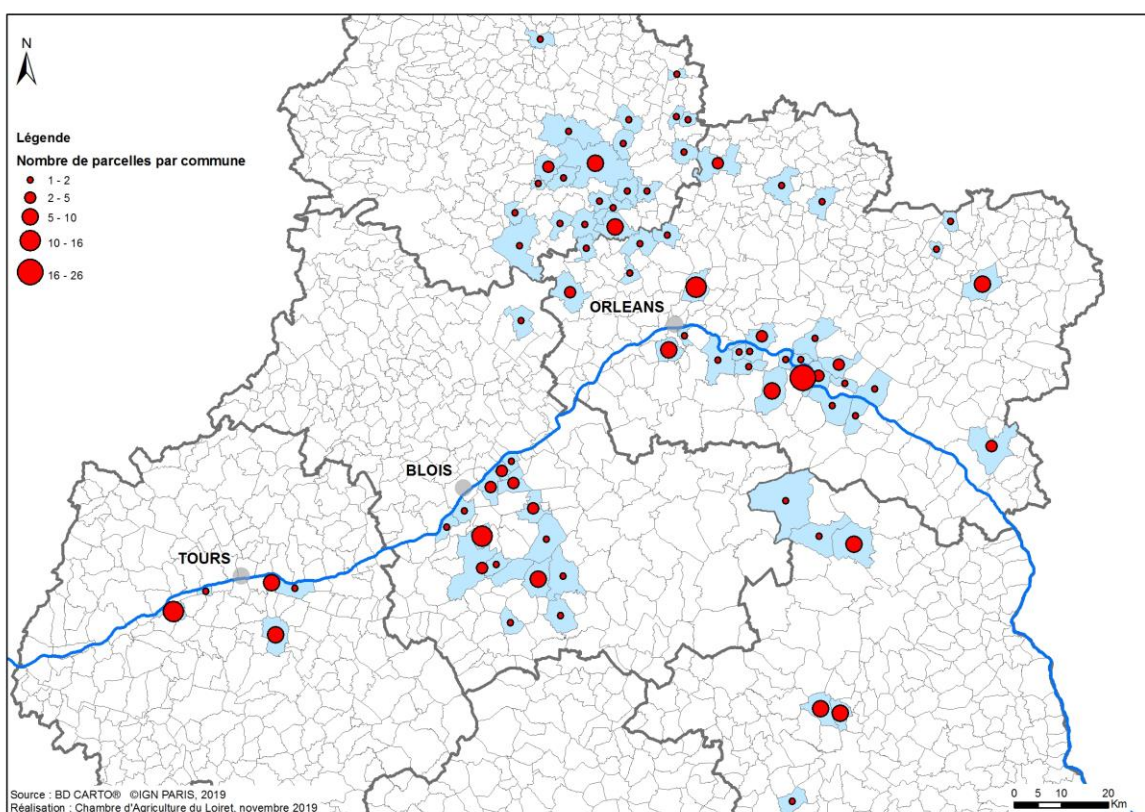 N
Légende
Nombre de parcelles par commune
1 - 2
2 - 5
5 - 10
10 - 16
16 - 26
ORLEANS
BLOIS
TOURS
Source : BD CARTO® ©IGN PARIS, 2019
Réalisation : Chambre d'Agriculture du Loiret, novembre 2019
0 5 10 20
Km